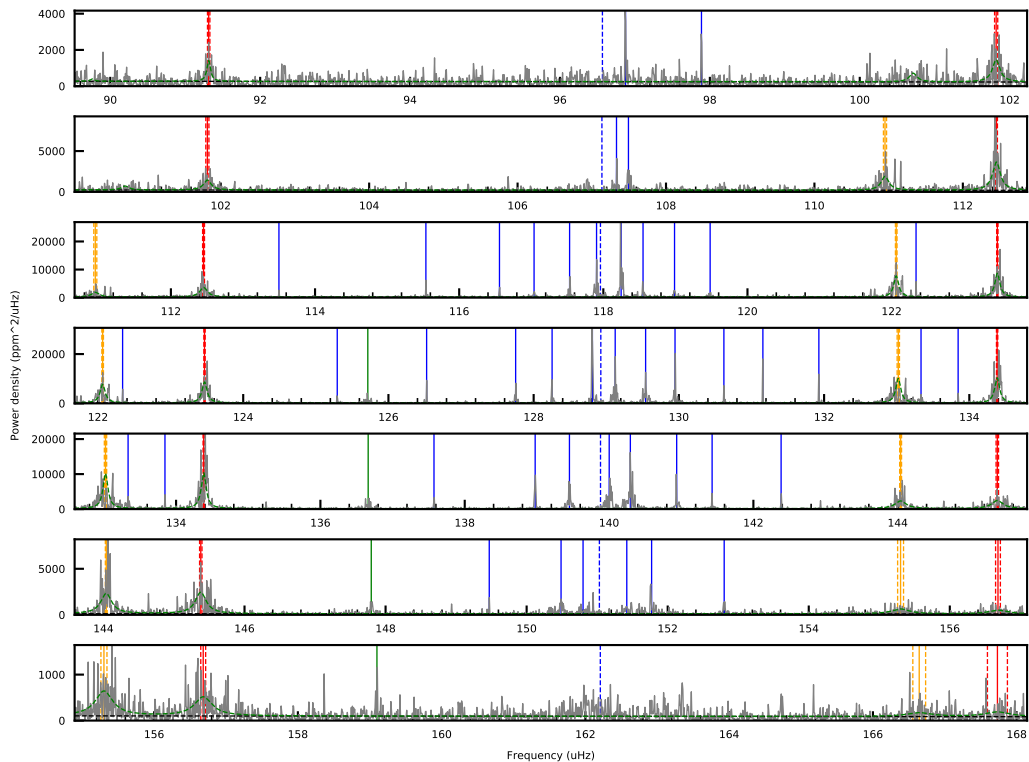 4000
2000
0
90 92 94 96 98 100 102
5000
0
102 104 106 108 110 112
20000
10000
0
112 114 116 118 120 122
20000
0
122 124 126 128 130 132 134
20000
10000
0
134 136 138 140 142 144
5000
0
144 146 148 150 152 154 156
1000
0
156 158 160 162 164 166 168
Power density (ppm^2/uHz)
Frequency (uHz)